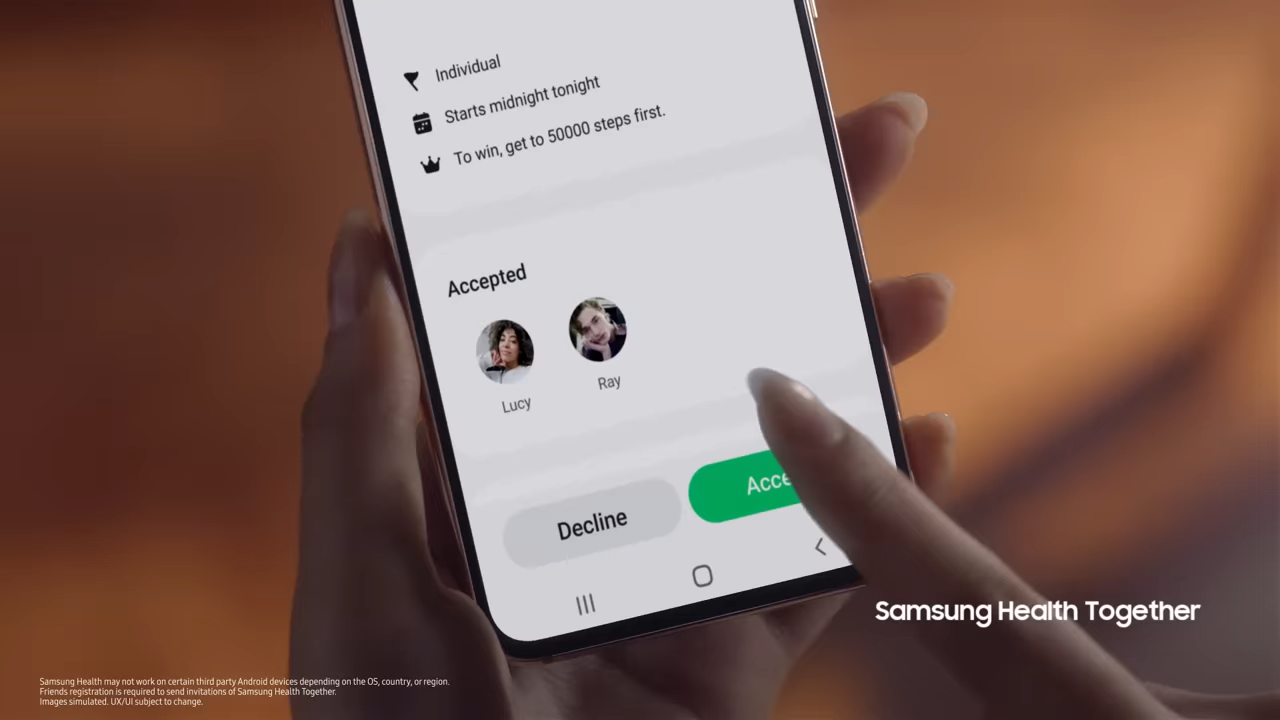 Individual
Starts midnight tonight
To win, get to 50000 steps first.
Accepted
Lucy
Ray
Decline
Samsung Health Together
Samsung Health may not work on certain third party Android devices depending on the OS, country, or region.
Friends registration is required to send invitations of Samsung Health Together.
Images simulated. UX/UI subject to change.